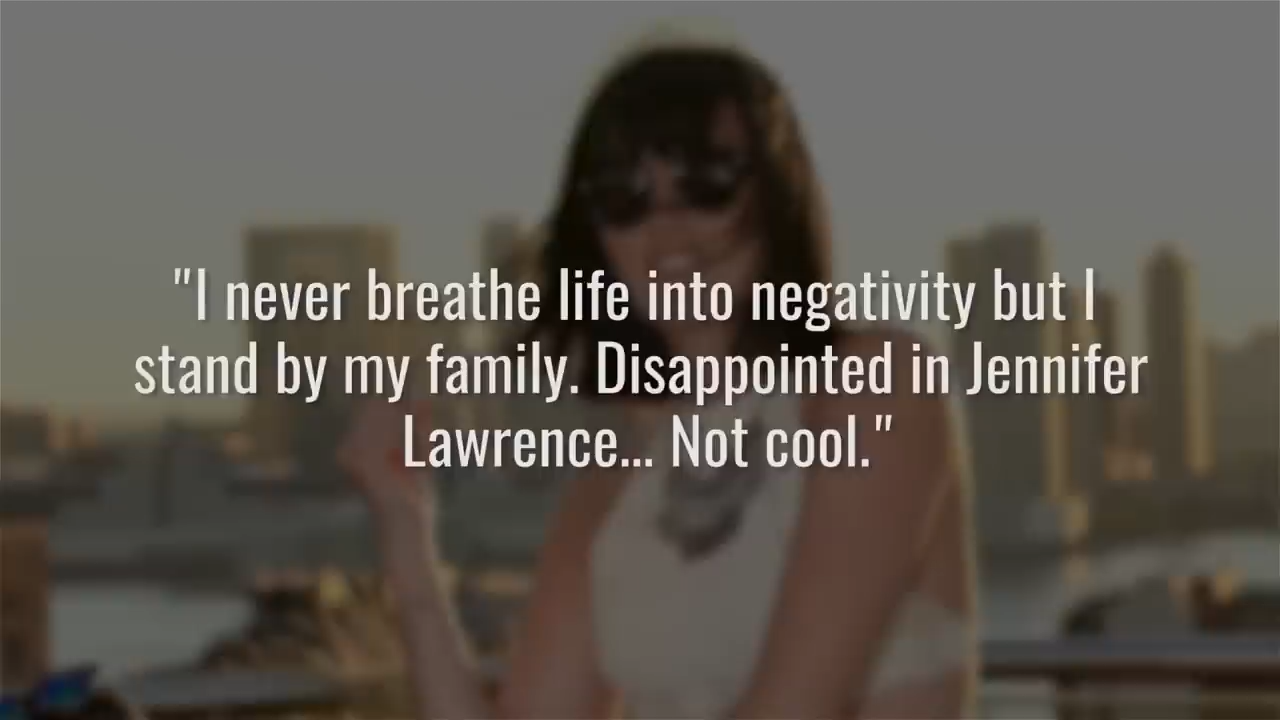 "I never breathe life into negativity but I
stand by my family. Disappointed in Jennifer
Lawrence... Not cool."